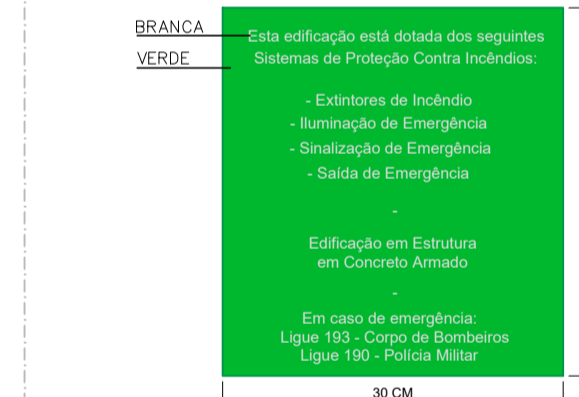 BRANCA
VERDE
Esta edificação está dotada dos seguintes
Sistemas de Proteção Contra Incêndios:
- Extintores de Incêndio
- Iluminação de Emergência
- Sinalização de Emergência
- Saída de Emergência
-
Edificação em Estrutura
em Concreto Armado
-
Em caso de emergência:
Ligue 193 - Corpo de Bombeiros
Ligue 190 - Polícia Militar
30 CM